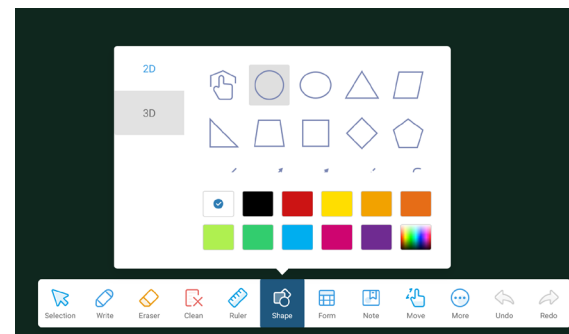 2D
3D
Selection
Write
Eraser
Clean
Ruler
Shape
Form
Note
Move
More
Undo
Redo